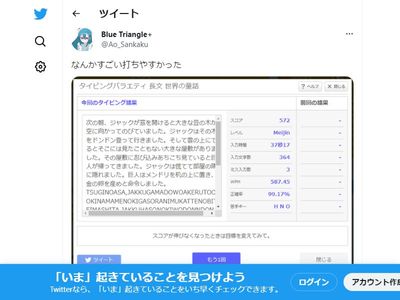 ツイート
Blue Triangle+
@Ao_Sankaku
なんかすごい打ちやすかった
タイピングバラエティ 長文 世界の童話
ヘルプ
閉じる
今回のタイピング結果
前回の結果
次の朝、ジャックが窓を開けると大きな豆の木が
空に向かってのびていました。ジャックはその木
をドンドン登って行きました。そして雲の上にで
るとそこには見たこともない大きな屋敷がありま
した。その屋敷に忍び込みあちこち見ていると巨
人が帰ってきました。ジャックは慌てて部屋の隅
に隠れました。巨人はメンドリを机の上に置き、
金の卵を産めと命令しました。
TSUGINOASA,JAKKUGAMADOWOAKERUTOO
OKINAMAMENOKIGASORANIMUKATTENOBI
スコア 572 -
レベル Meijin -
入力時間 37秒17 -
入力文字数 364 -
ミス入力数 3 -
WPM 587.45 -
正確率 99.17% -
苦手キー H N O -
スコアが伸びなくなったときは目標を変えてみて。
ツイート
もう1回
閉じる
「いま」起きていることを見つけよう
Twitterなら、「いま」起きていることをいち早くチェックできます。
ログイン
アカウント作成